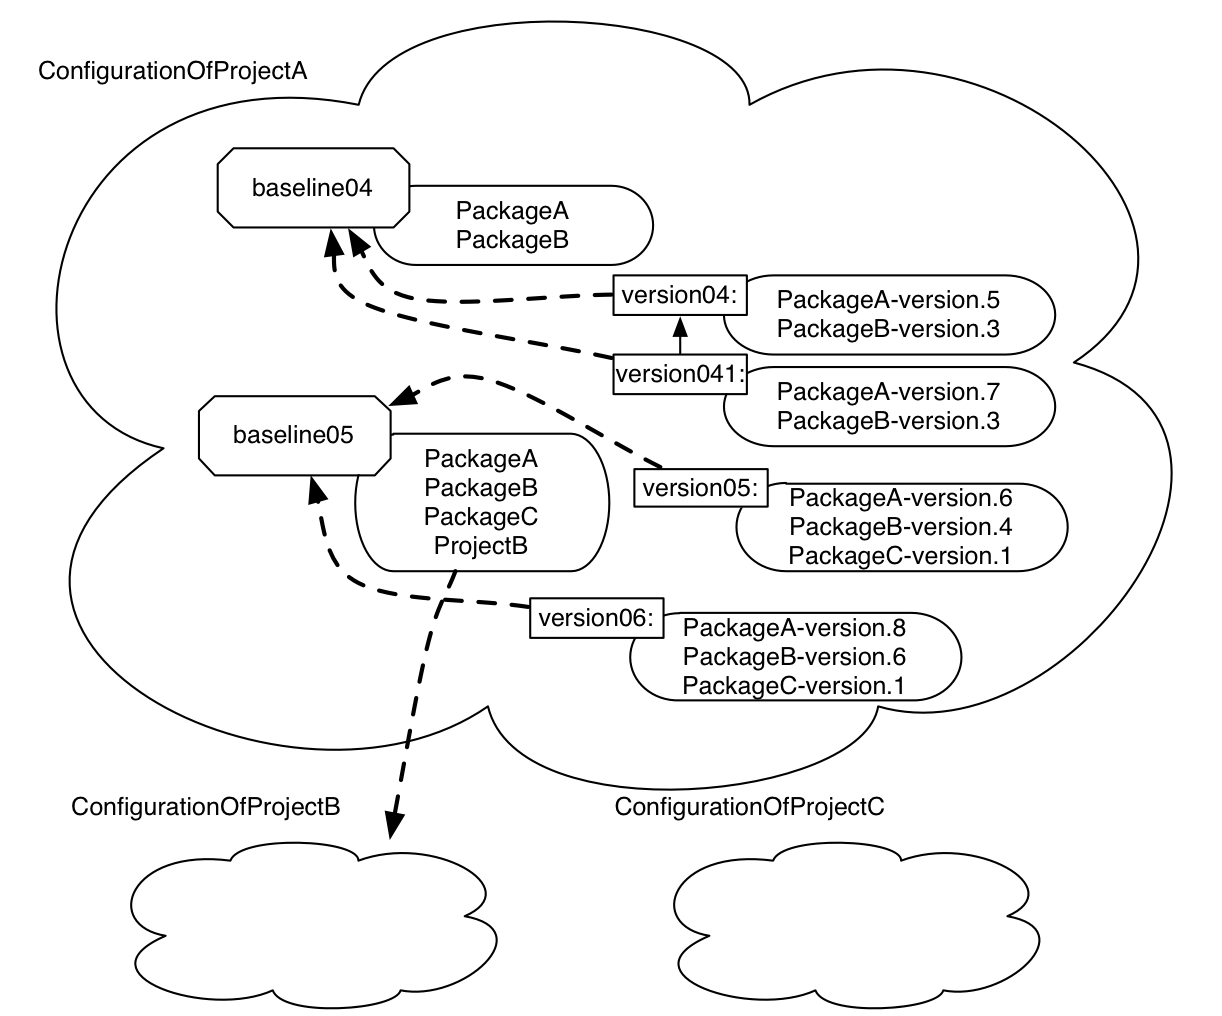 ConfigurationOfProjectA
baseline04
PackageA
PackageB
version04:
PackageA-version.5
PackageB-version.3
version041:
PackageA-version.7
PackageB-version.3
baseline05
PackageA
PackageB
PackageC
ProjectB
version05:
PackageA-version.6
PackageB-version.4
PackageC-version.1
version06:
PackageA-version.8
PackageB-version.6
PackageC-version.1
ConfigurationOfProjectB
ConfigurationOfProjectC